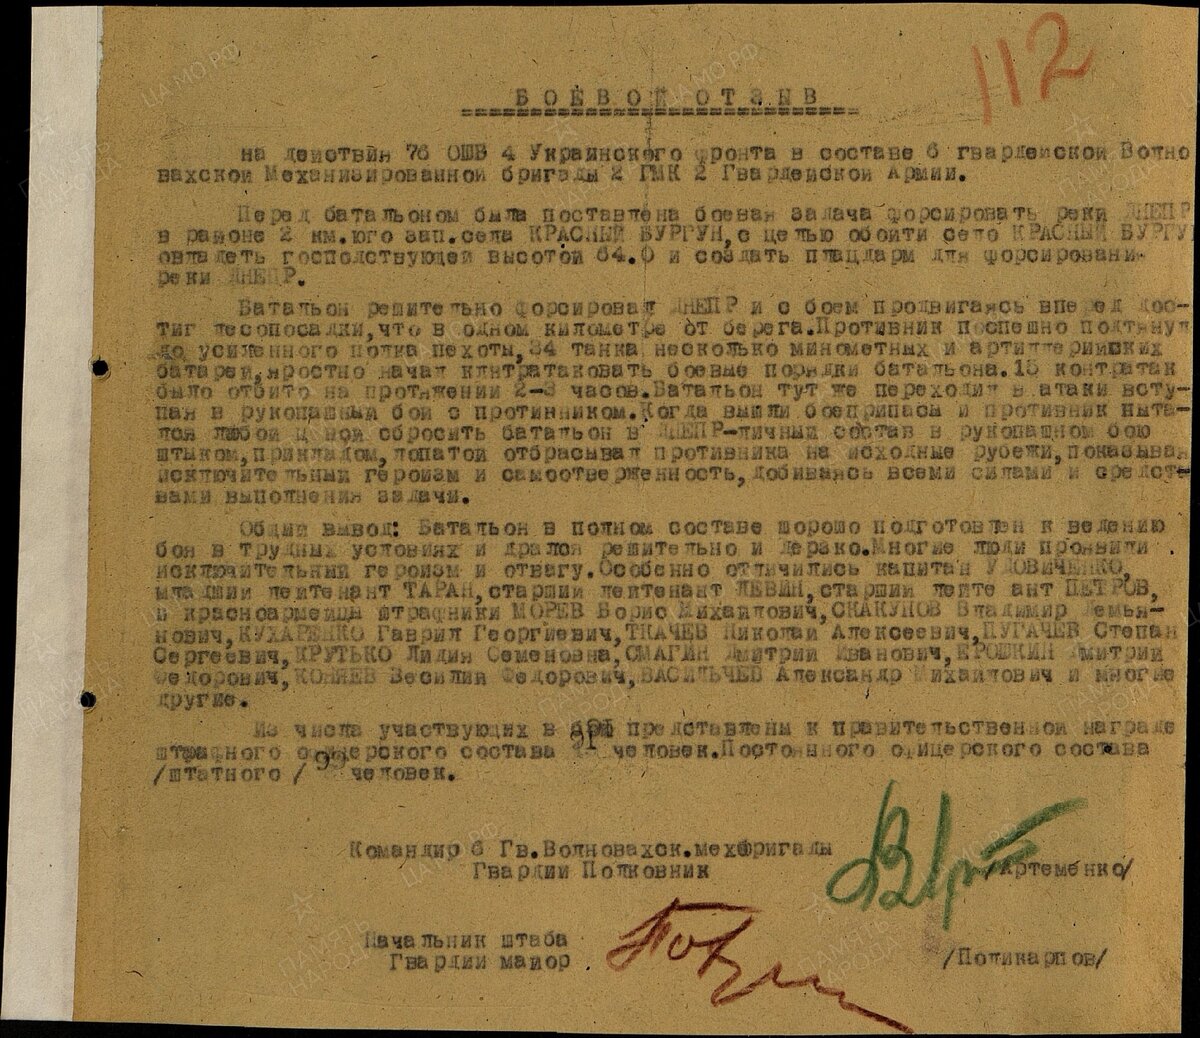 112
БОЕВОЙ ОТЗЫВ
на действия 76 ОШБ 4 Украинского фронта в составе 6 гвардейской Волно
вахской Механизированной бригады 2 ГМК 2 Гвардейской Армии.
Перед батальоном была поставлена боевая задача форсировать реки ДНЕПР
в районе 2 км.юго зап.села КРАСНЫЙ БУРГУН,с целью обойти село КРАСНЫЙ БУРГУ
овладеть господствующей высотой 64.0 и создать плацдарм для форсировани-
реки ДНЕПР.
Батальон решительно форсировал ДНЕПР и с боем продвигаясь вперед дос-
тиг лесопосадки,что в одном километре от берега.Противник поспешно подтянул
до усиленного полка пехоты,34 танка несколько минометных и артиллерийских
батарей,яростно начал кнтратаковать боевые порядки батальона.15 контратак
было отбито на протяжении 2-3 часов.Батальон тут же переходил в атаки всту-
пая в рукопашный бой с противником.Когда вышли боеприпасы и противник пыта-
лся любой ценой сбросить батальон в ДНЕПР-личный состав в рукопашном бою
штыком,прикладом,лопатой отбрасывал противника на исходные рубежи,показывая
исключительный героизм и самоотверженность,добиваясь всеми силами и средст-
вами выполнения задачи.
Общий вывод: Батальон в полном составе хорошо подготовлен к ведению
боя в трудных условиях и дрался решительно и дерзко.Многие люди проявили
исключительный героизм и отвагу.Особенно отличились капитан УДОВИЧЕНКО,
младший лейтенант ТАРАН,старший лейтенант ЛЕВИН,старший лейте ант ПЕТРОВ,
и красноармейцы штрафники МОРЕВ Борис Михайлович,СКАКУНОВ Владимир Демья-
нович,КУХАРЕНКО Гаврил Георгиевич,ТКАЧЕВ Николай Алексеевич,ПУГАЧЕВ Степан
Сергеевич,КРУТЬКО Лидия Семеновна,СМАГИН Дмитрий Иванович,ЕРОШКИН Дмитрий
Федорович,КОНЯЕВ Василий Федорович,ВАСИЛЬЧЕВ Александр Михайлович и многие
другие.
Из числа участвующих в бою представлены к правительственной награде
штрафного офицерского состава человек.Постоянного офицерского состава
/штатного / человек.
Командир 6 Гв.Волновахск.мехбригады
Гвардии Полковник /Артеменко/
Начальник штаба
Гвардии майор /Поликарпов/